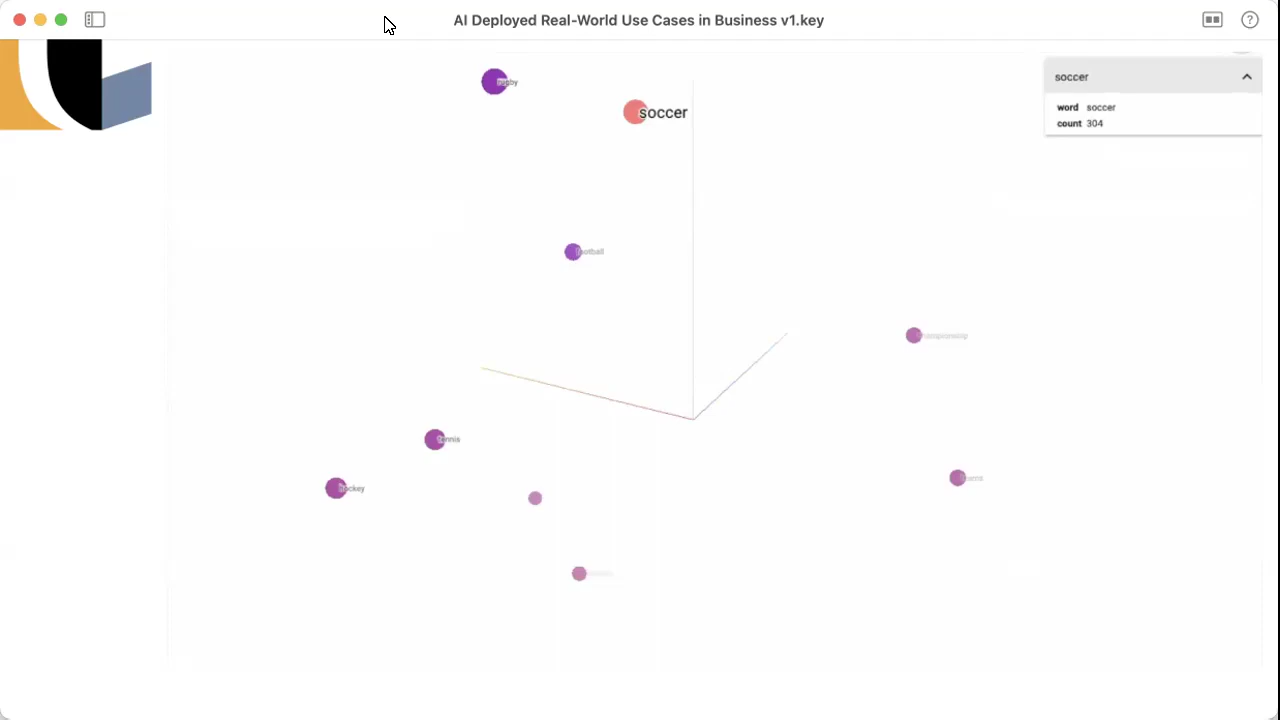 AI Deployed Real-World Use Cases in Business v1.key
rugby
soccer
soccer
word soccer
count 304
football
tennis
hockey